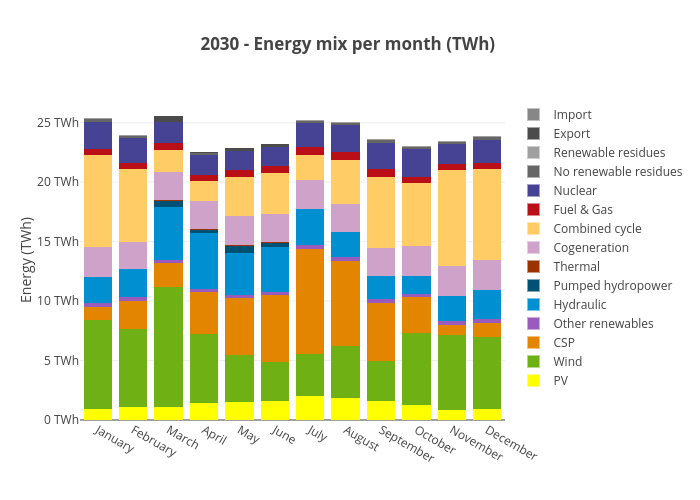 2030 - Energy mix per month (TWh)
Energy (TWh)
25 TWh
20 TWh
15 TWh
10 TWh
5 TWh
0 TWh
January
February
March
April
May
June
July
August
September
October
November
December
Import
Export
Renewable residues
No renewable residues
Nuclear
Fuel & Gas
Combined cycle
Cogeneration
Thermal
Pumped hydropower
Hydraulic
Other renewables
CSP
Wind
PV